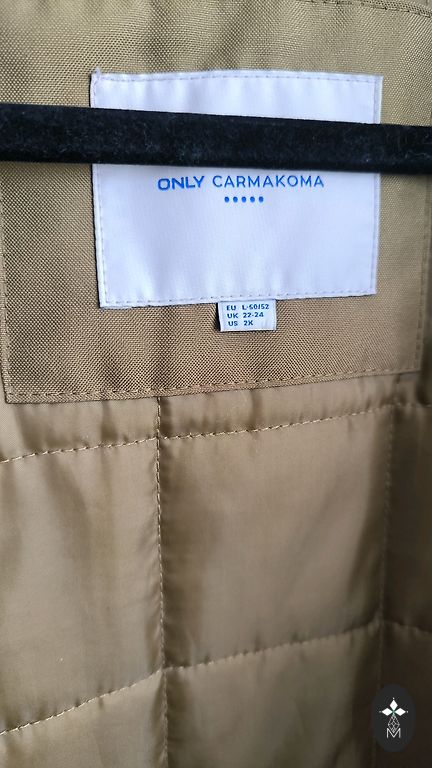 ONLY CARMAKOMA
EU L-50/52
UK 22-24
US 2X
M